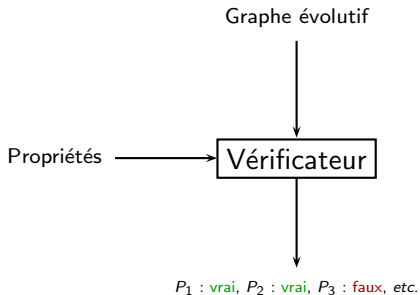 Graphe évolutif
Propriétés
Vérificateur
P₁ : vrai, P₂ : vrai, P₃ : faux, etc.